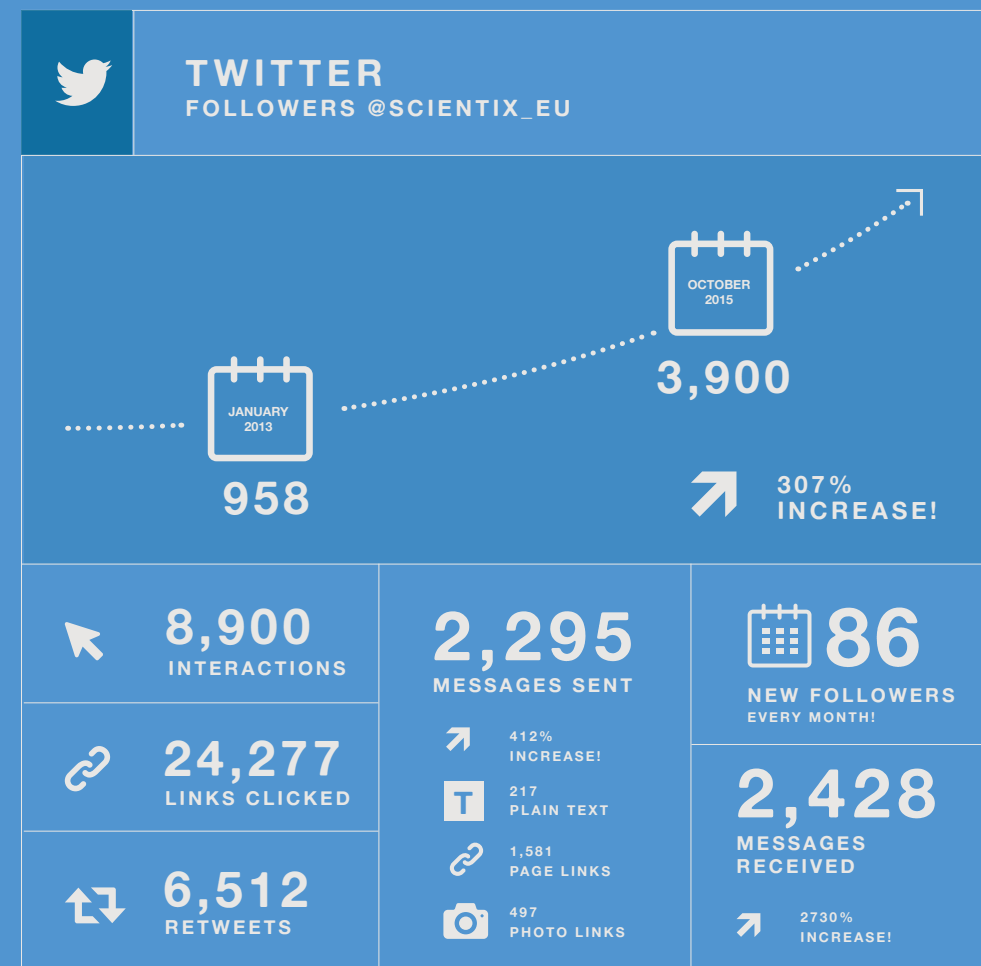 TWITTER
FOLLOWERS @SCIENTIX_EU
OCTOBER
2015
3,900
JANUARY
2013
958
307%
INCREASE!
8,900
INTERACTIONS
24,277
LINKS CLICKED
6,512
RETWEETS
2,295
MESSAGES SENT
412%
INCREASE!
T
217
PLAIN TEXT
1,581
PAGE LINKS
497
PHOTO LINKS
86
NEW FOLLOWERS
EVERY MONTH!
2,428
MESSAGES
RECEIVED
2730%
INCREASE!